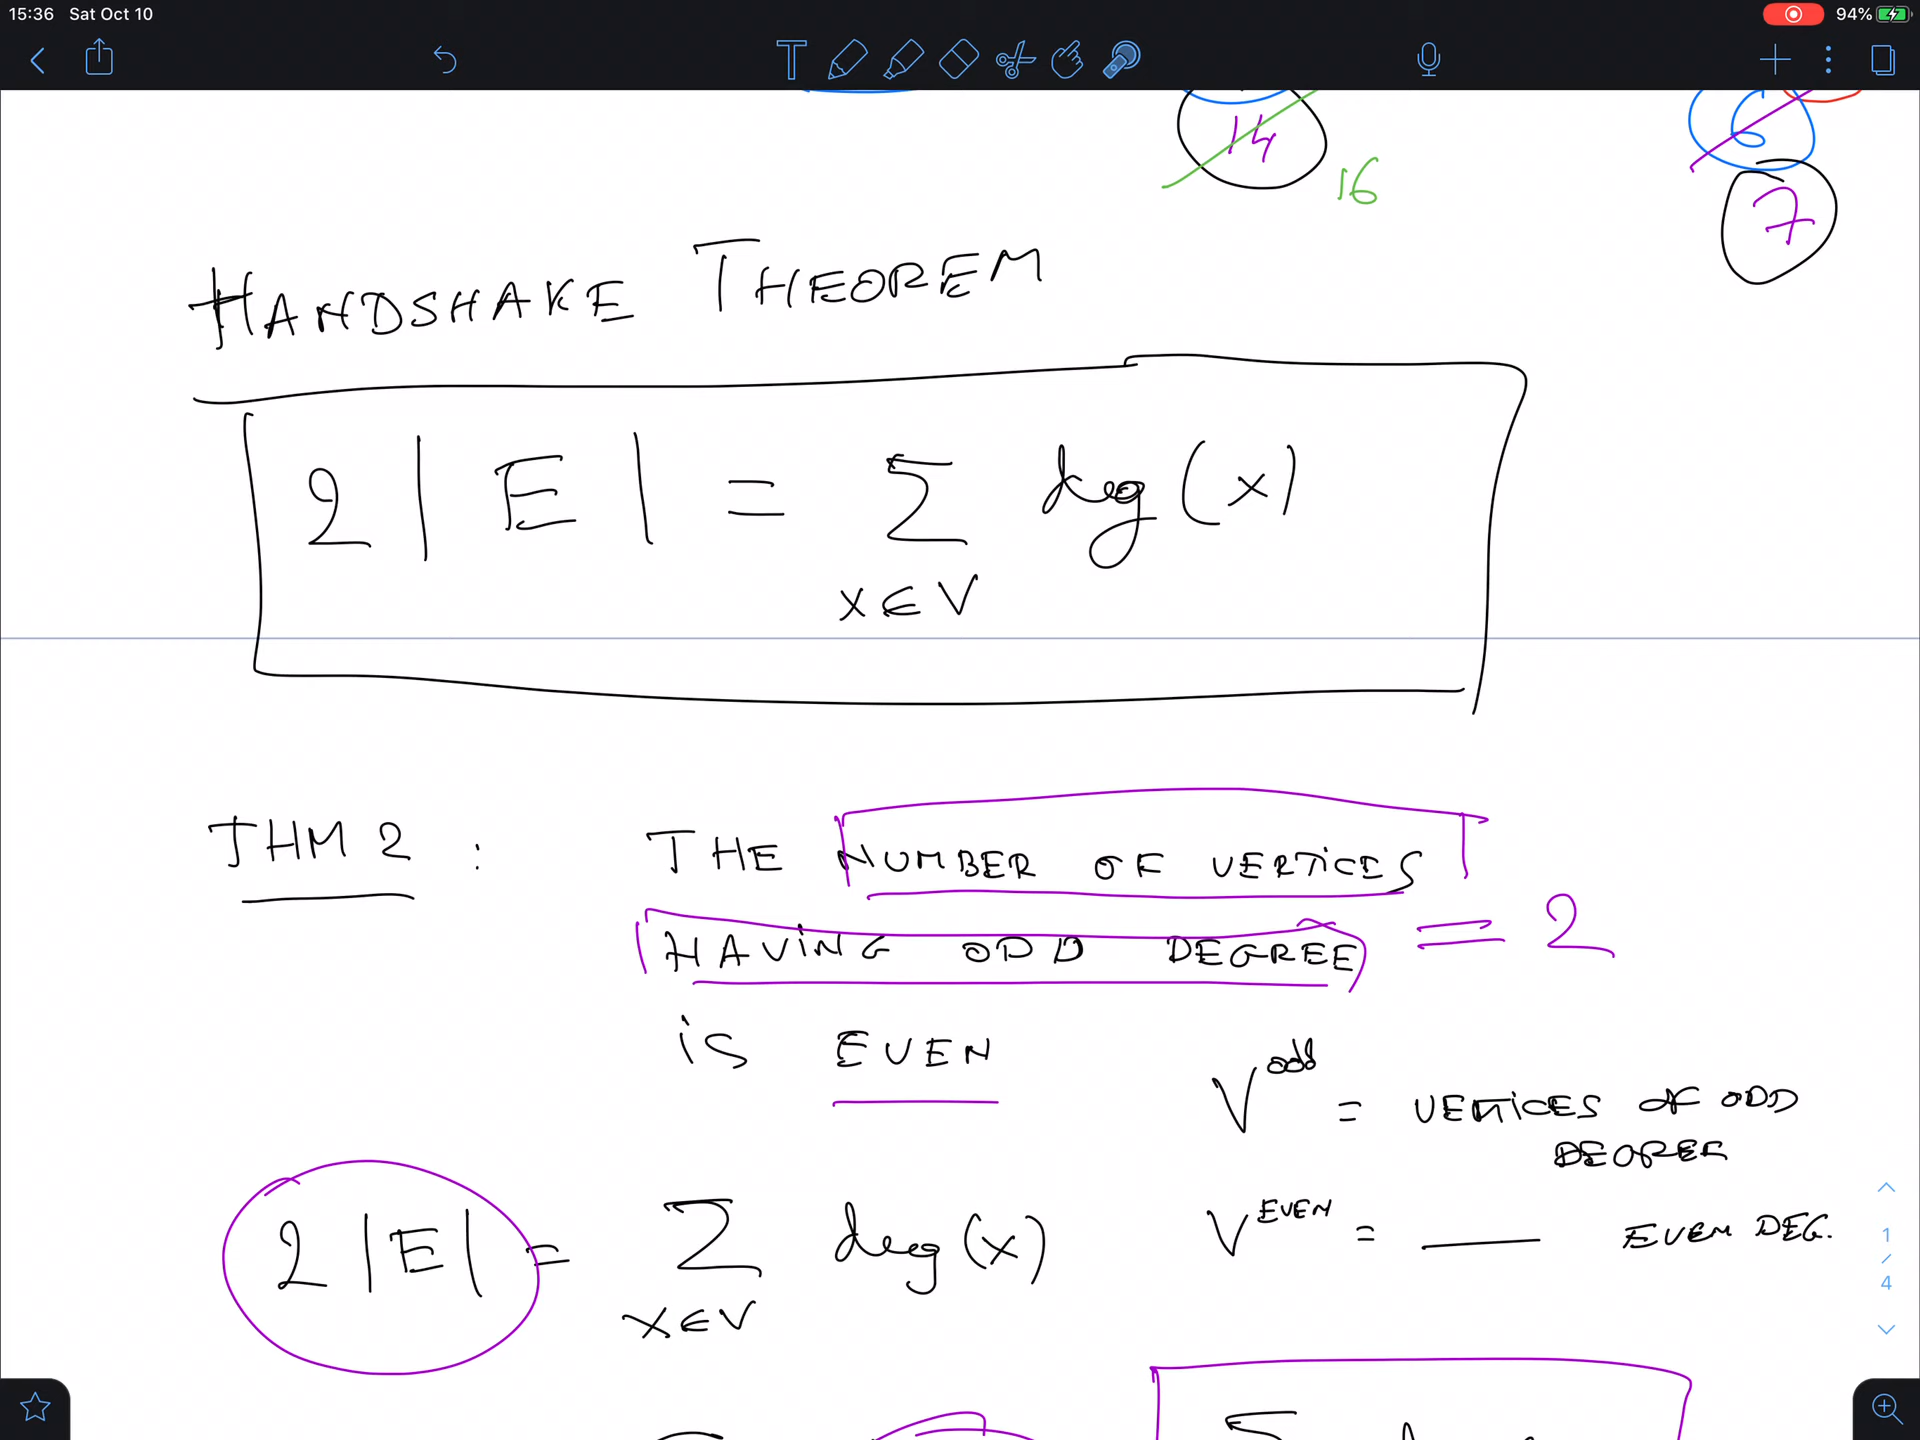 15:36 Sat Oct 10
94%
14
16
6
7
HANDSHAKE THEOREM
2 | E | = Σ deg (x)
x ∈ V
THM 2 : THE NUMBER OF VERTICES
HAVING ODD DEGREE = 2
is EVEN
V^odd = VERTICES OF ODD
DEGREE
2 |E| = Σ deg (x)
x ∈ V
V^EVEN = —— EVEN DEG.
1
/
4